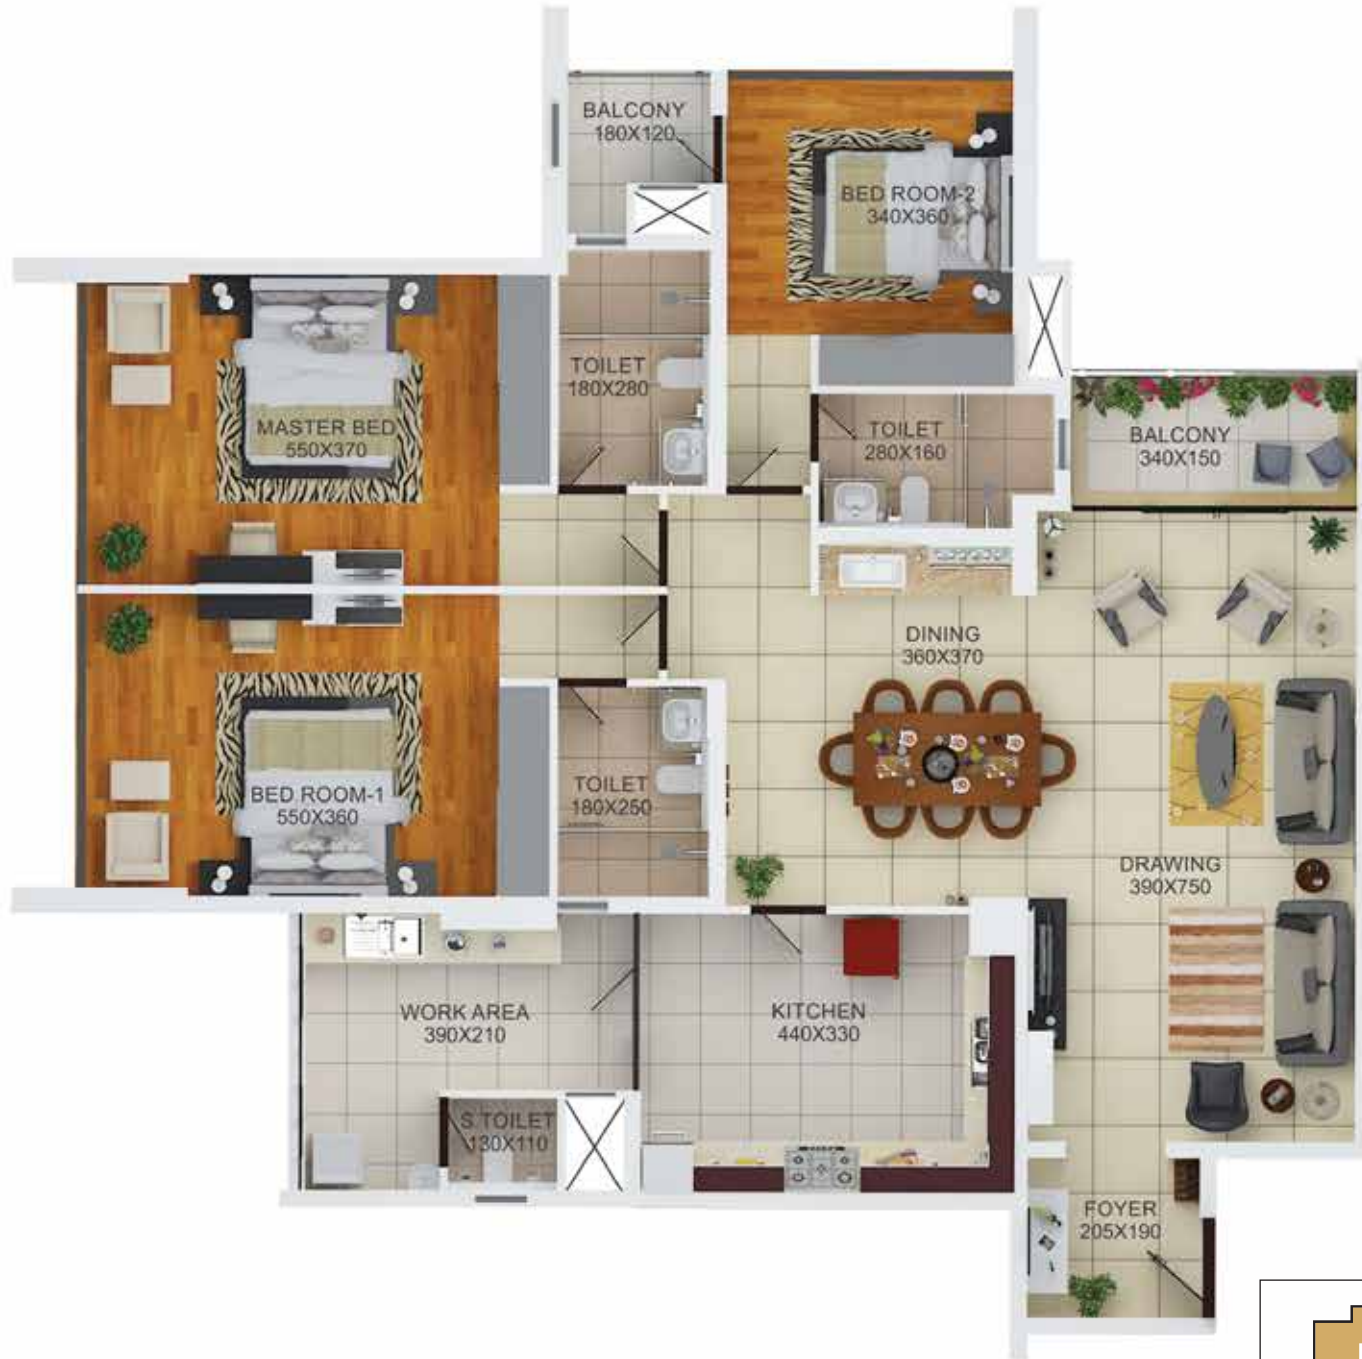 BALCONY
180X120
BED ROOM-2
340X360
TOILET
180X280
MASTER BED
550X370
TOILET
280X160
BALCONY
340X150
DINING
360X370
BED ROOM-1
550X360
TOILET
180X250
DRAWING
390X750
WORK AREA
390X210
KITCHEN
440X330
S.TOILET
130X110
FOYER
205X190